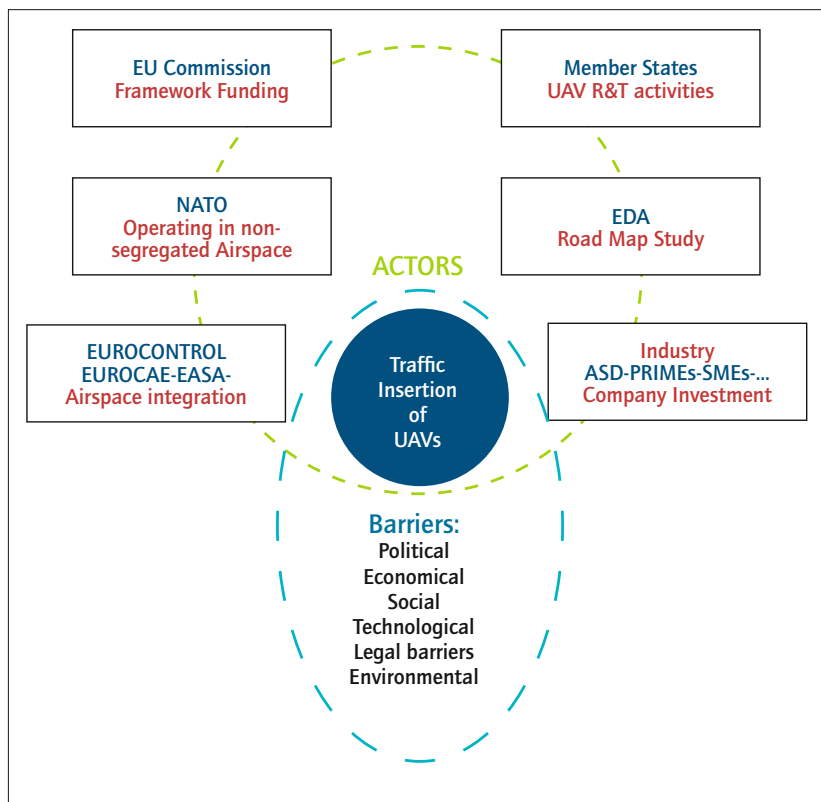 EU Commission
Framework Funding
Member States
UAV R&T activities
NATO
Operating in non-
segregated Airspace
EDA
Road Map Study
ACTORS
EUROCONTROL
EUROCAE-EASA-
Airspace integration
Traffic
Insertion
of
UAVs
Industry
ASD-PRIMEs-SMEs-...
Company Investment
Barriers:
Political
Economical
Social
Technological
Legal barriers
Environmental